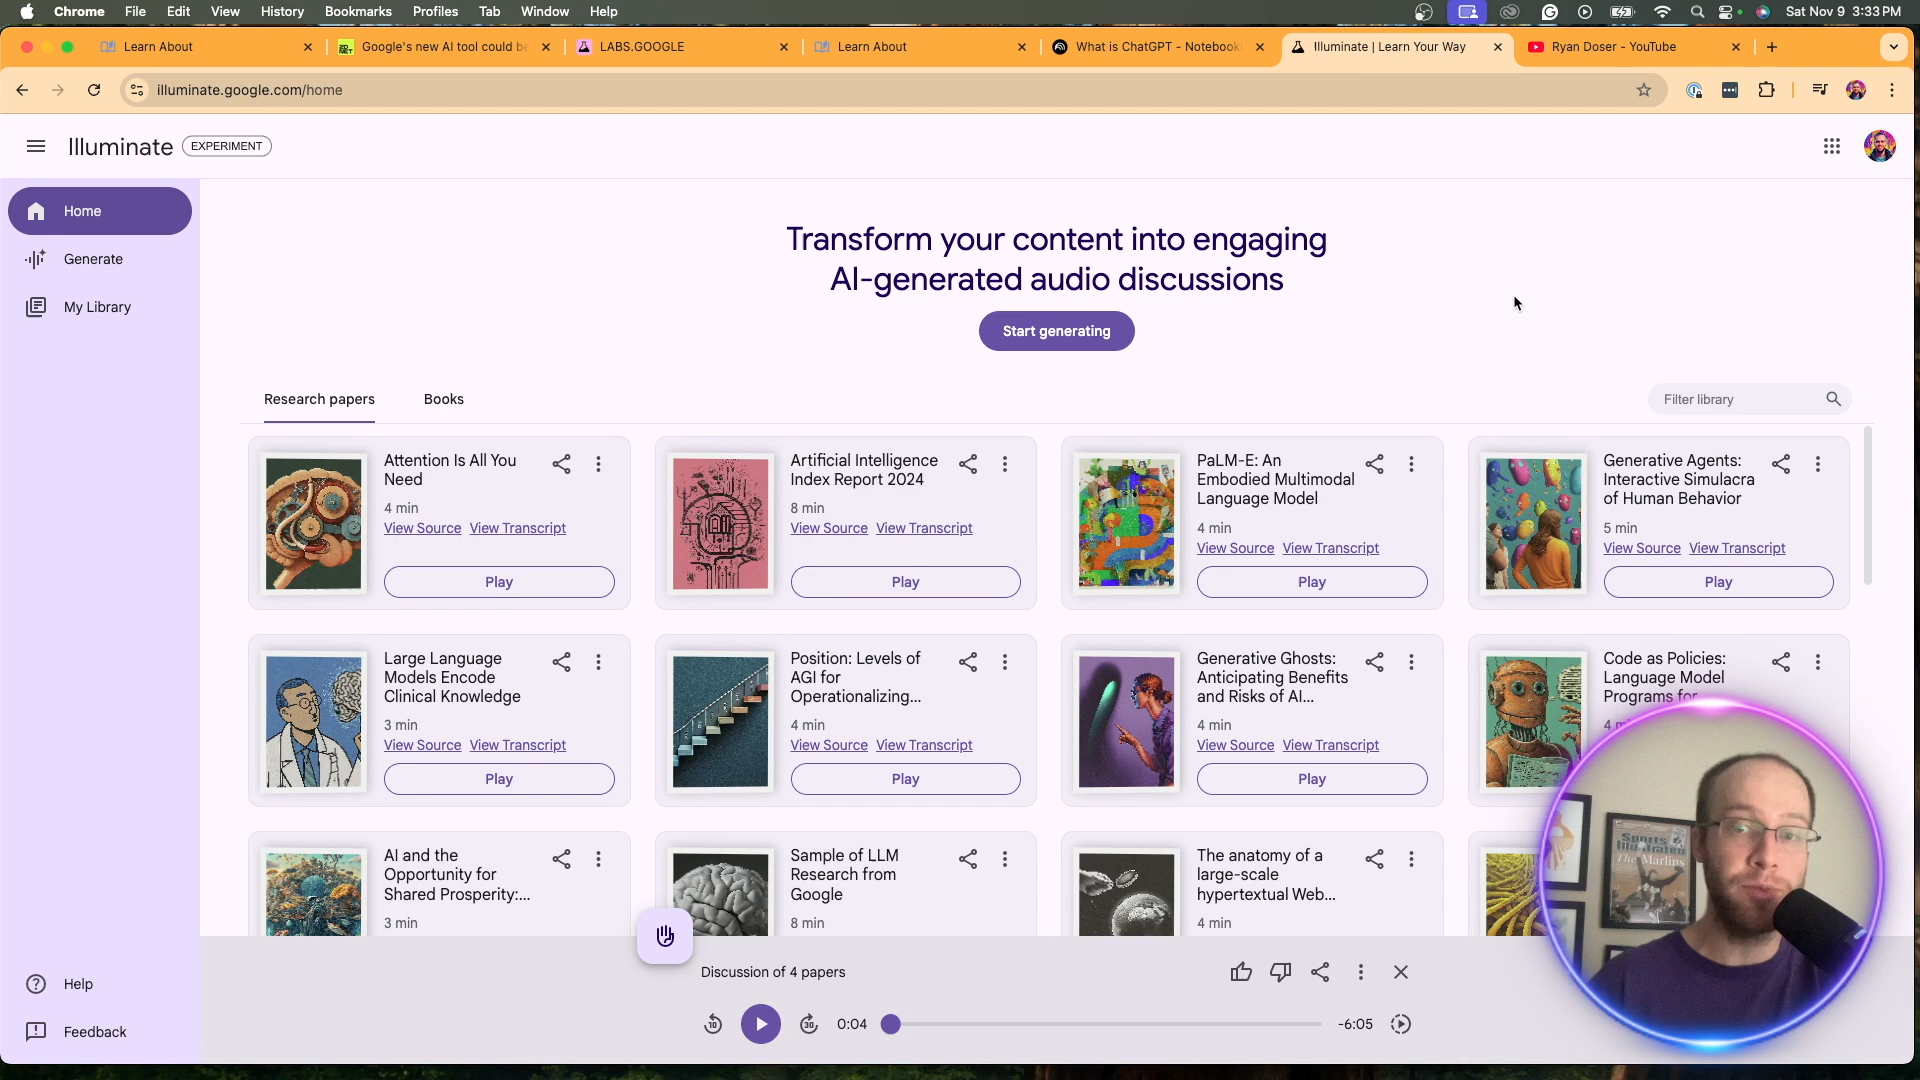 Chrome File Edit View History Bookmarks Profiles Tab Window Help Sat Nov 9 3:33 PM
Learn About Google's new AI tool could be LABS.GOOGLE Learn About What is ChatGPT - Notebook Illuminate | Learn Your Way Ryan Doser - YouTube
illuminate.google.com/home
Illuminate EXPERIMENT
Home
Generate
My Library
Help
Feedback
Transform your content into engaging
AI-generated audio discussions
Start generating
Research papers Books Filter library
Attention Is All You
Need
4 min
View Source View Transcript
Play
Artificial Intelligence
Index Report 2024
8 min
View Source View Transcript
Play
PaLM-E: An
Embodied Multimodal
Language Model
4 min
View Source View Transcript
Play
Generative Agents:
Interactive Simulacra
of Human Behavior
5 min
View Source View Transcript
Play
Large Language
Models Encode
Clinical Knowledge
3 min
View Source View Transcript
Play
Position: Levels of
AGI for
Operationalizing...
4 min
View Source View Transcript
Play
Generative Ghosts:
Anticipating Benefits
and Risks of AI...
4 min
View Source View Transcript
Play
Code as Policies:
Language Model
Programs for
AI and the
Opportunity for
Shared Prosperity:...
3 min
Sample of LLM
Research from
Google
8 min
The anatomy of a
large-scale
hypertextual Web...
4 min
Sports
Illustrated
The Marlins
Discussion of 4 papers
10 30 0:04 -6:05